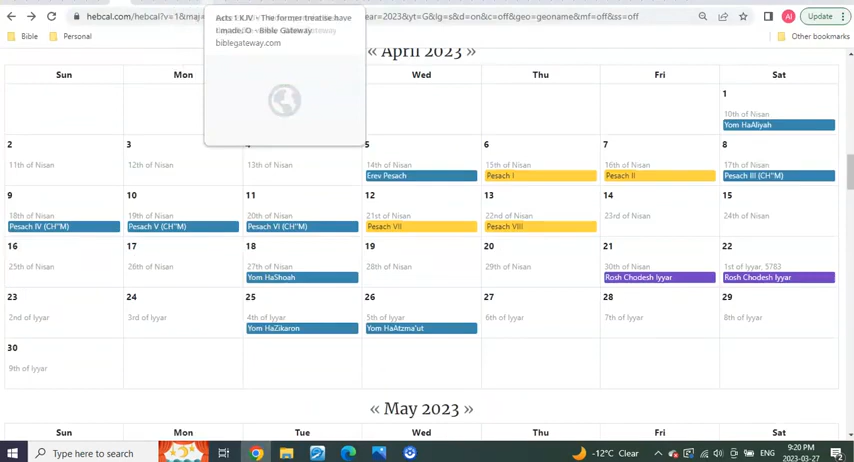 hebcal.com/hebcal?v=1&maj
ear=2023&yt=G&lg=s&d=on&c=off&geo=geoname&mf=off&ss=off
AI
Update
Bible
Personal
Other bookmarks
Acts 1 KJV - The former treatise have
I made, O - Bible Gateway
biblegateway.com
« April 2023 »
Sun Mon Wed Thu Fri Sat
1
10th of Nisan
Yom HaAliyah
2 3 5 6 7 8
11th of Nisan 12th of Nisan 13th of Nisan 14th of Nisan 15th of Nisan 16th of Nisan 17th of Nisan
Erev Pesach Pesach I Pesach II Pesach III (CH"M)
9 10 11 12 13 14 15
18th of Nisan 19th of Nisan 20th of Nisan 21st of Nisan 22nd of Nisan 23rd of Nisan 24th of Nisan
Pesach IV (CH"M) Pesach V (CH"M) Pesach VI (CH"M) Pesach VII Pesach VIII
16 17 18 19 20 21 22
25th of Nisan 26th of Nisan 27th of Nisan 28th of Nisan 29th of Nisan 30th of Nisan 1st of Iyyar, 5783
Yom HaShoah Rosh Chodesh Iyyar Rosh Chodesh Iyyar
23 24 25 26 27 28 29
2nd of Iyyar 3rd of Iyyar 4th of Iyyar 5th of Iyyar 6th of Iyyar 7th of Iyyar 8th of Iyyar
Yom HaZikaron Yom HaAtzma'ut
30
9th of Iyyar
« May 2023 »
Sun Mon Tue Wed Thu Fri Sat
Type here to search
-12°C Clear
ENG
9:20 PM
2023-03-27
2